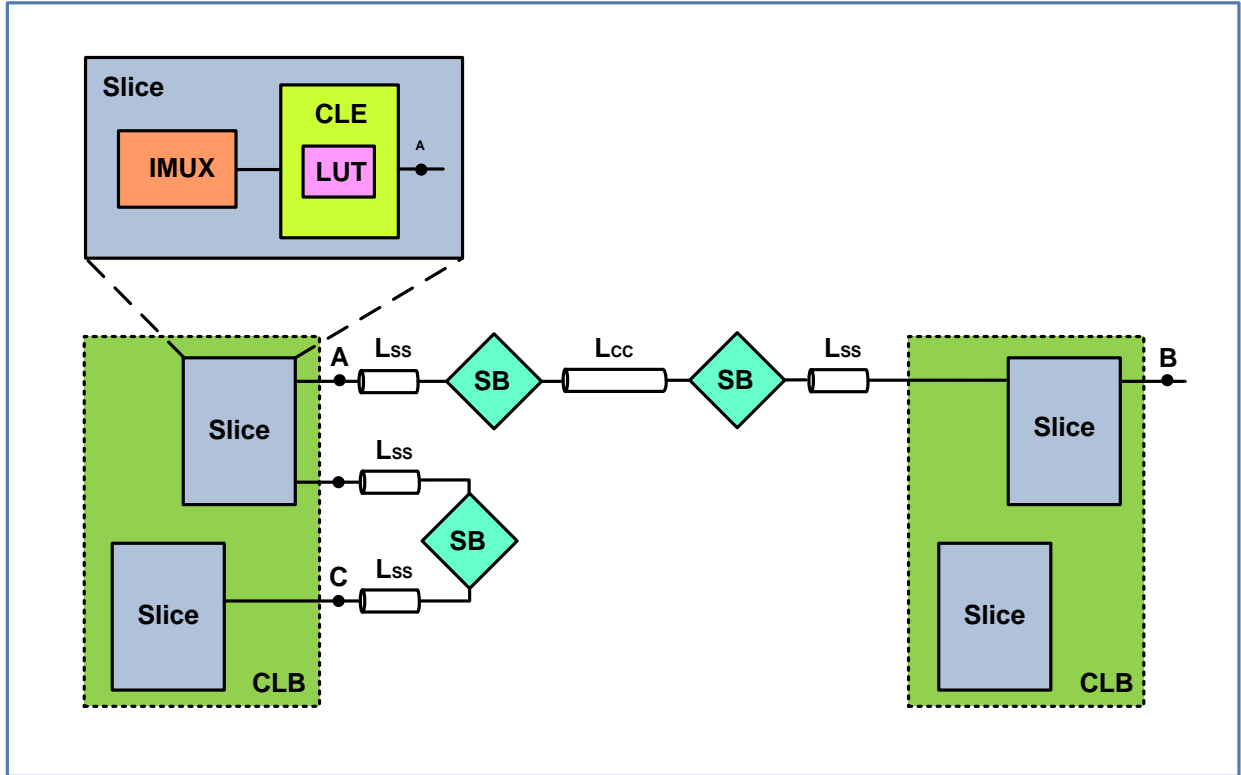 Slice
CLE
IMUX
LUT
A
A
LSS
SB
LCC
SB
LSS
B
Slice
Slice
LSS
SB
C
LSS
Slice
Slice
CLB
CLB